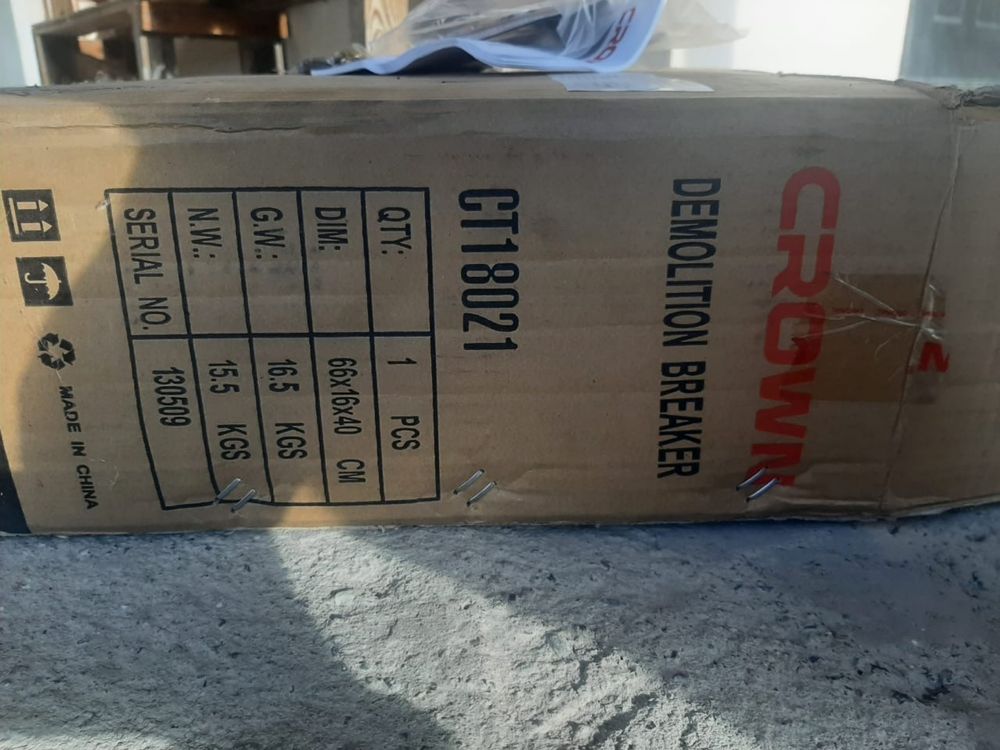 CRO
CROWN
DEMOLITION BREAKER
CT18021
QTY: 1 PCS
DIM: 66x16x40 CM
G.W.: 16.5 KGS
N.W.: 15.5 KGS
SERIAL NO. 130509
MADE IN CHINA